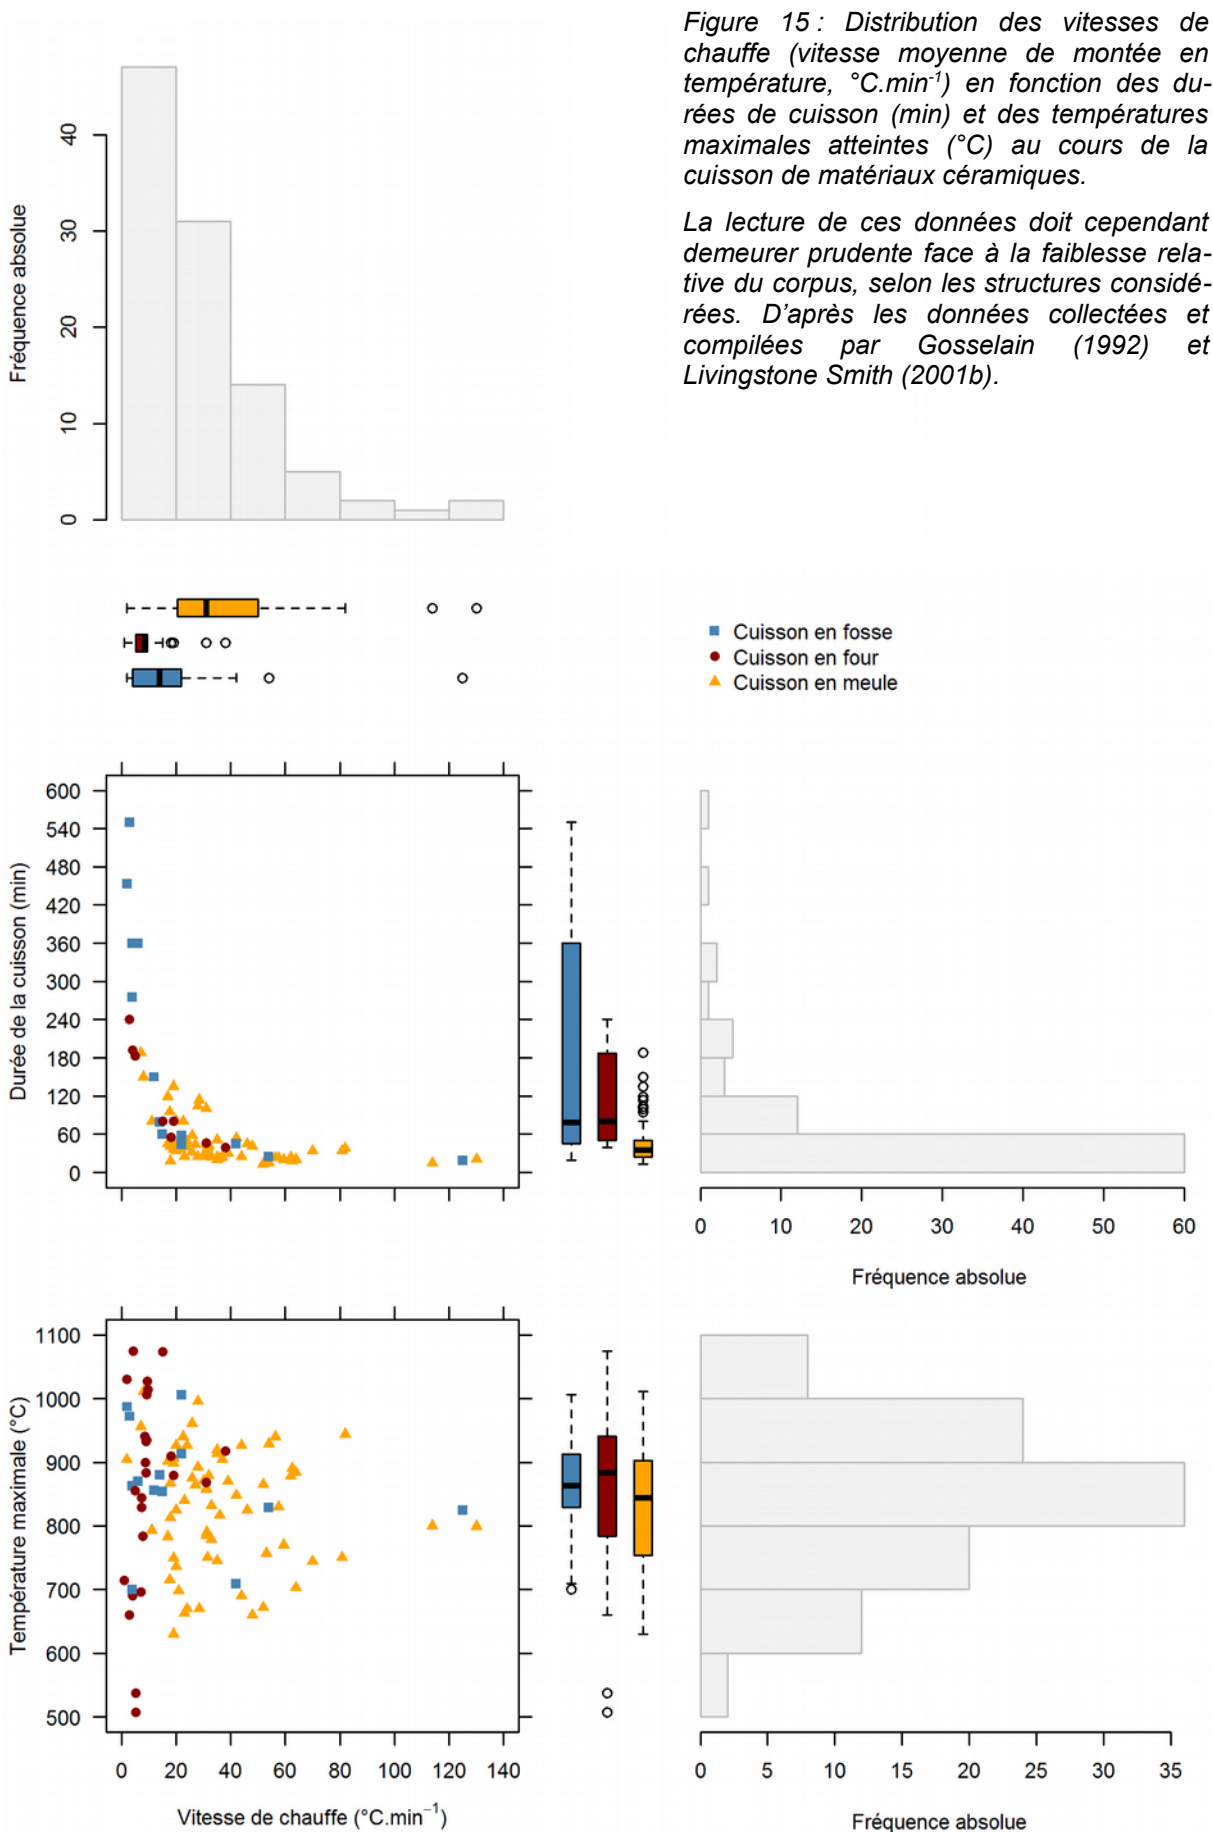 Figure 15 : Distribution des vitesses de
chauffe (vitesse moyenne de montée en
température, °C.min-1) en fonction des du-
rées de cuisson (min) et des températures
maximales atteintes (°C) au cours de la
cuisson de matériaux céramiques.
La lecture de ces données doit cependant
demeurer prudente face à la faiblesse rela-
tive du corpus, selon les structures considé-
rées. D'après les données collectées et
compilées par Gosselain (1992) et
Livingstone Smith (2001b).
Fréquence absolue
40
30
20
10
0
Cuisson en fosse
Cuisson en four
Cuisson en meule
Durée de la cuisson (min)
600
540
480
420
360
300
240
180
120
60
0
0 10 20 30 40 50 60
Fréquence absolue
Température maximale (°C)
1100
1000
900
800
700
600
500
0 20 40 60 80 100 120 140
Vitesse de chauffe (°C.min−1)
0 5 10 15 20 25 30 35
Fréquence absolue